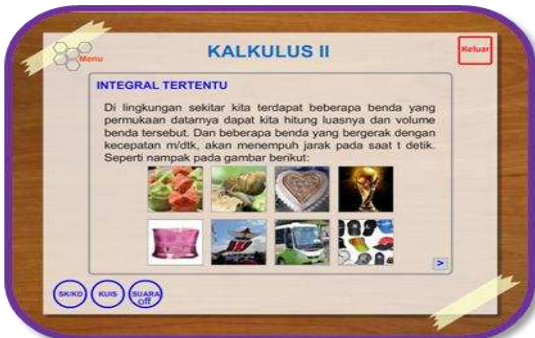 KALKULUS II
Menu
Keluar
INTEGRAL TERTENTU
Di lingkungan sekitar kita terdapat beberapa benda yang
permukaan datarnya dapat kita hitung luasnya dan volume
benda tersebut. Dan beberapa benda yang bergerak dengan
kecepatan m/dtk, akan menempuh jarak pada saat t detik.
Seperti nampak pada gambar berikut:
>
SK/KD
KUIS
SUARA
off